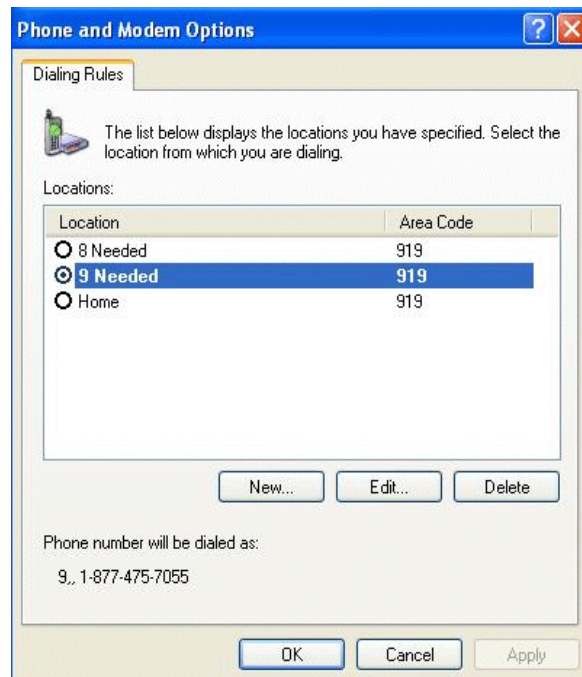 Phone and Modem Options
Dialing Rules
The list below displays the locations you have specified. Select the
location from which you are dialing.
Locations:
Location Area Code
8 Needed 919
9 Needed 919
Home 919
New... Edit... Delete
Phone number will be dialed as:
9,, 1-877-475-7055
OK Cancel Apply